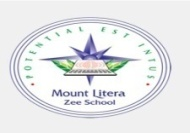 POTENTIAL EST INTUS
Mount Litera
Zee School